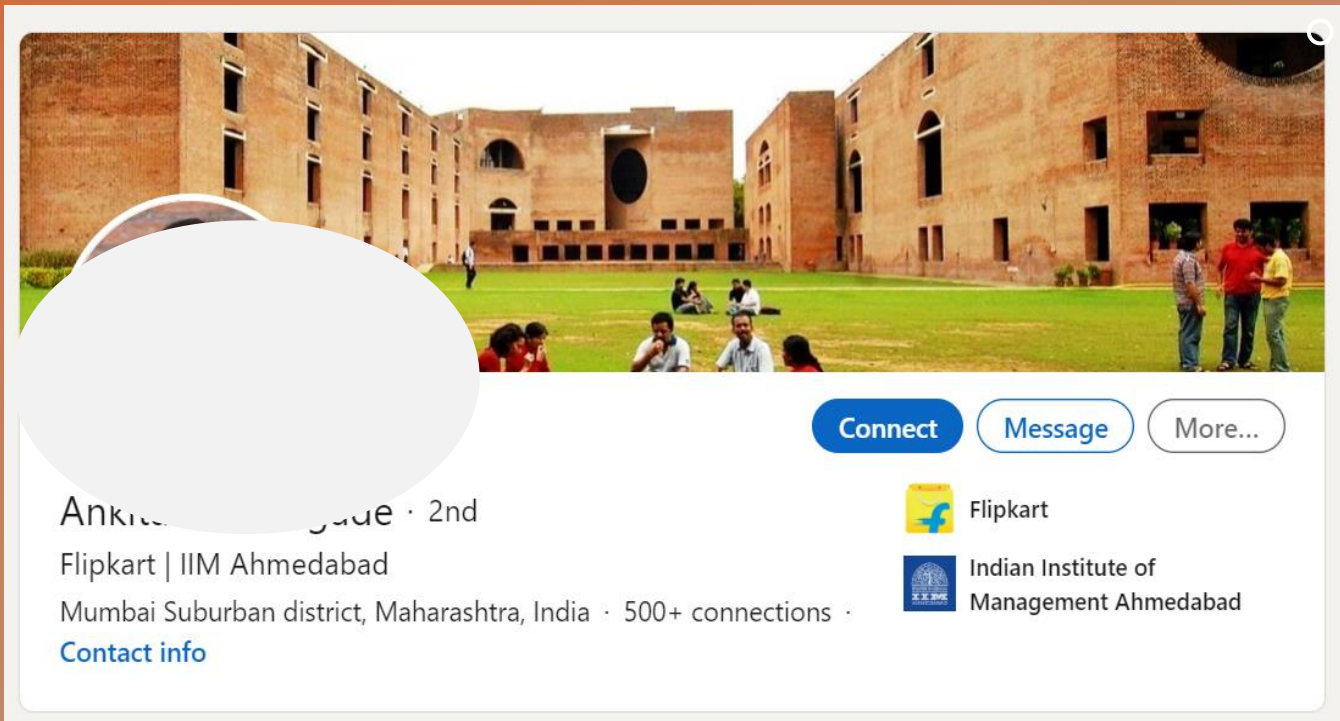 Connect
Message
More...
· 2nd
Flipkart | IIM Ahmedabad
Mumbai Suburban district, Maharashtra, India · 500+ connections ·
Contact info
Flipkart
Indian Institute of
Management Ahmedabad